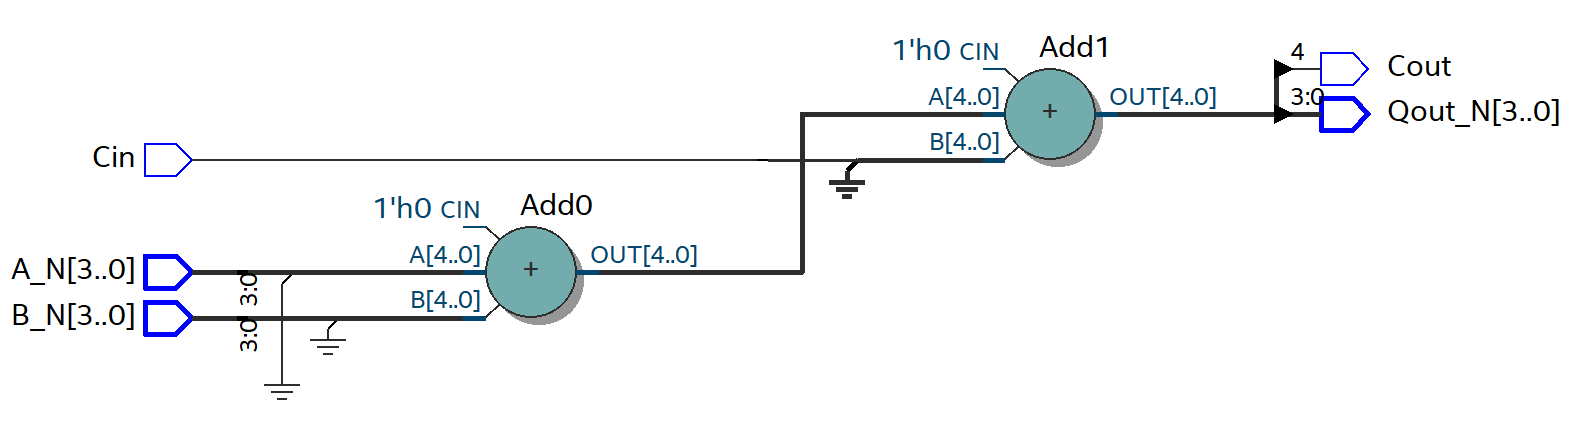 Add1
1'h0 CIN
4
Cout
A[4..0]
OUT[4..0]
3:0
Qout_N[3..0]
B[4..0]
Cin
+
Add0
1'h0 CIN
A_N[3..0]
3:0
A[4..0]
OUT[4..0]
+
B_N[3..0]
3:0
B[4..0]